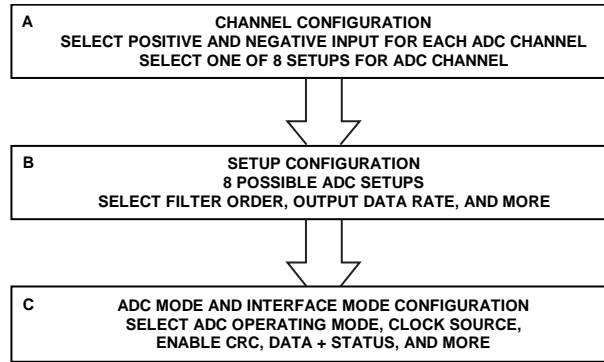 A
CHANNEL CONFIGURATION
SELECT POSITIVE AND NEGATIVE INPUT FOR EACH ADC CHANNEL
SELECT ONE OF 8 SETUPS FOR ADC CHANNEL
B
SETUP CONFIGURATION
8 POSSIBLE ADC SETUPS
SELECT FILTER ORDER, OUTPUT DATA RATE, AND MORE
C
ADC MODE AND INTERFACE MODE CONFIGURATION
SELECT ADC OPERATING MODE, CLOCK SOURCE,
ENABLE CRC, DATA + STATUS, AND MORE